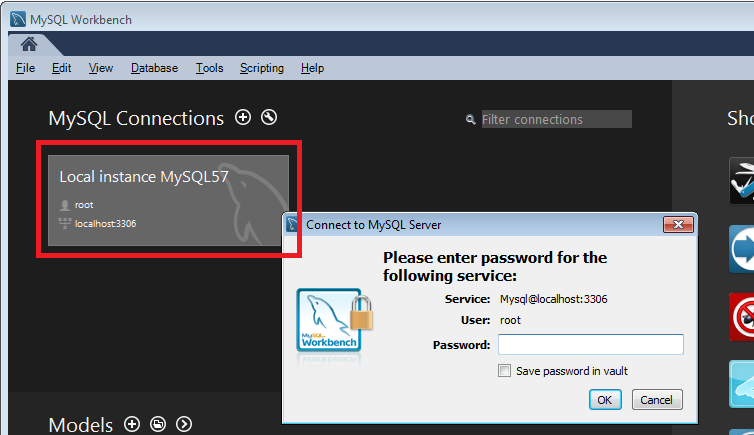 MySQL Workbench
File Edit View Database Tools Scripting Help
MySQL Connections
Filter connections
Sho
Local instance MySQL57
root
localhost:3306
Connect to MySQL Server
Please enter password for the
following service:
Service: Mysql@localhost:3306
User: root
Password:
Save password in vault
OK Cancel
MySQL
Workbench
Models